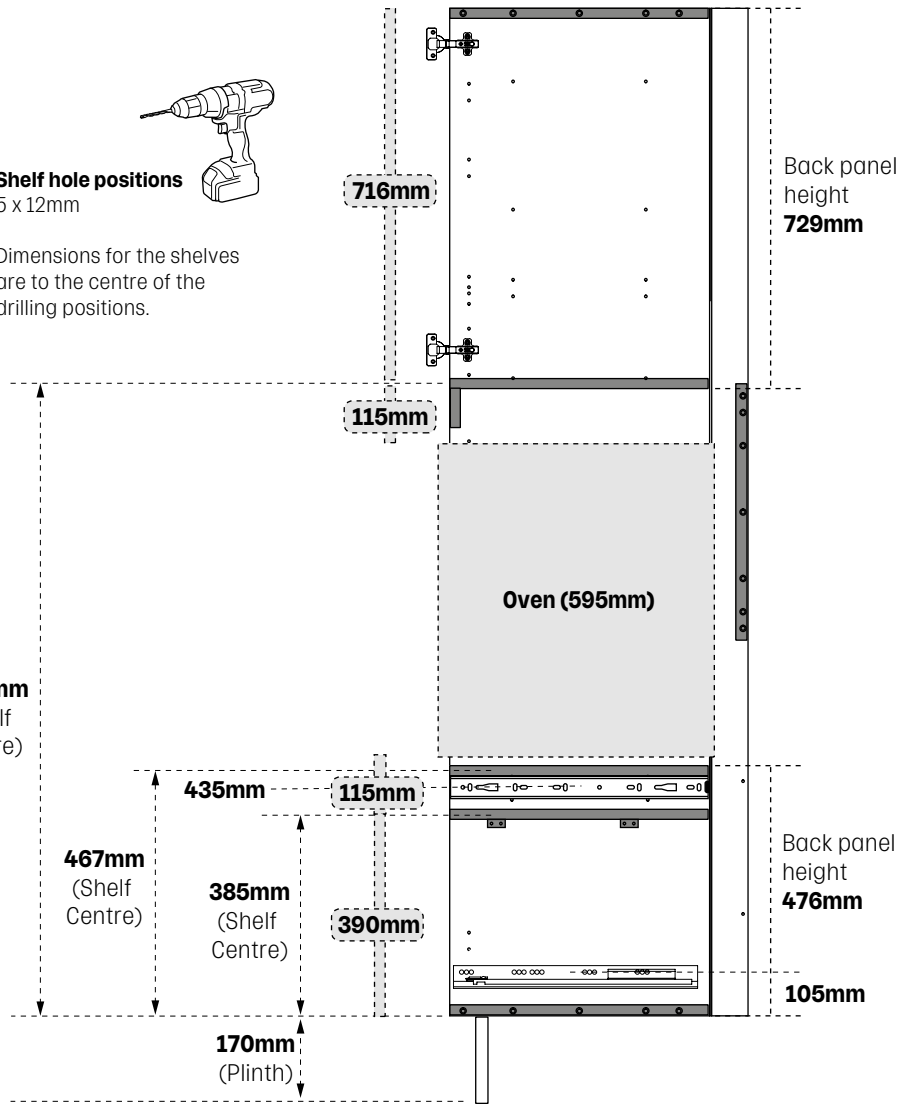 Shelf hole positions
5 x 12mm
Dimensions for the shelves
are to the centre of the
drilling positions.
716mm
Back panel
height
729mm
115mm
Oven (595mm)
435mm
115mm
467mm
(Shelf
Centre)
385mm
(Shelf
Centre)
390mm
Back panel
height
476mm
105mm
170mm
(Plinth)